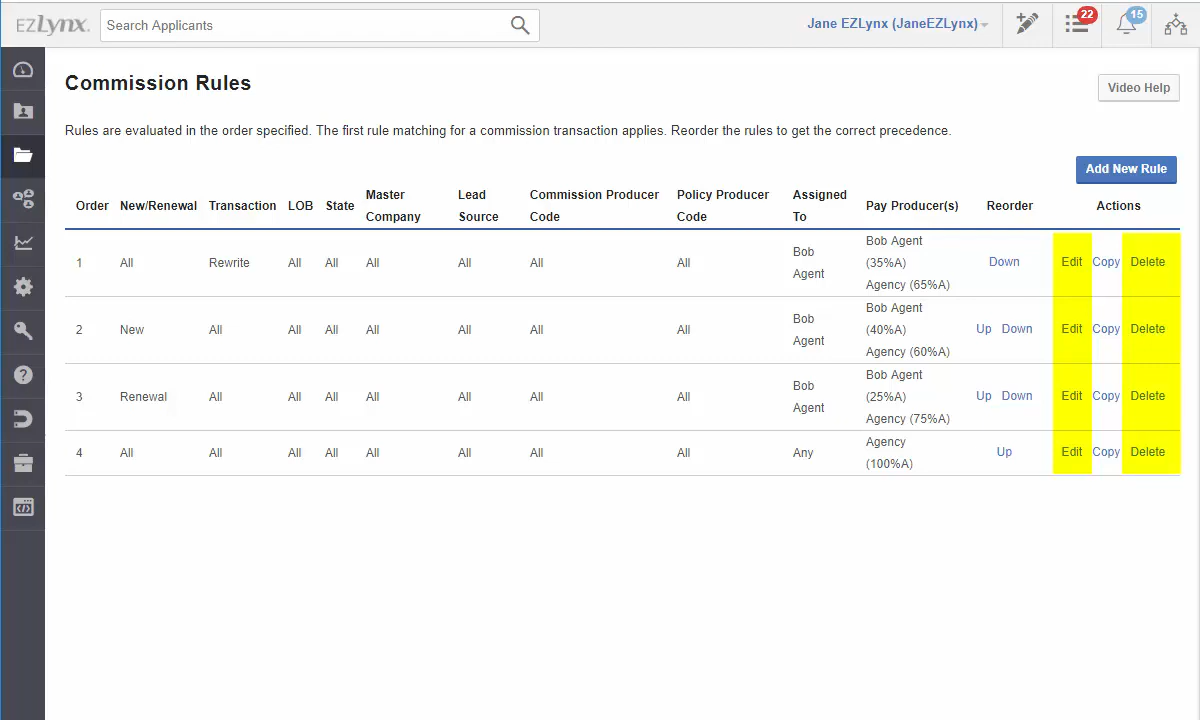 EZLynx.
Search Applicants
Jane EZLynx (JaneEZLynx)
22
15
Commission Rules
Video Help
Rules are evaluated in the order specified. The first rule matching for a commission transaction applies. Reorder the rules to get the correct precedence.
Add New Rule
Order New/Renewal Transaction LOB State Master Company Lead Source Commission Producer Code Policy Producer Code Assigned To Pay Producer(s) Reorder Actions
1 All Rewrite All All All All All All Bob Agent Bob Agent (35%A) Agency (65%A) Down Edit Copy Delete
2 New All All All All All All All Bob Agent Bob Agent (40%A) Agency (60%A) Up Down Edit Copy Delete
3 Renewal All All All All All All All Bob Agent Bob Agent (25%A) Agency (75%A) Up Down Edit Copy Delete
4 All All All All All All All All Any Agency (100%A) Up Edit Copy Delete